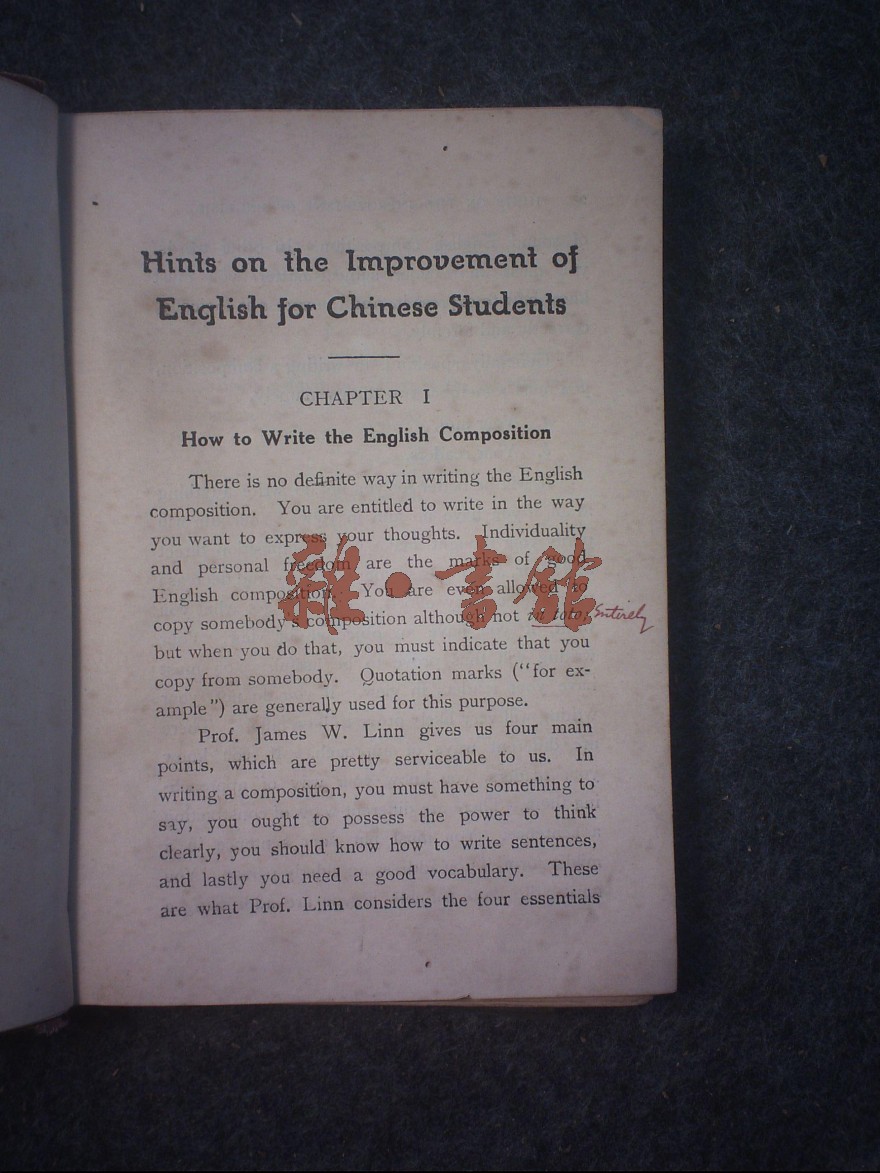 Hints on the Improvement of
English for Chinese Students
CHAPTER I
How to Write the English Composition
There is no definite way in writing the English
composition. You are entitled to write in the way
you want to express your thoughts. Individuality
and personal freedom are the marks of good
English composition. You are even allowed to
copy somebody's composition although not in toto; Entirely
but when you do that, you must indicate that you
copy from somebody. Quotation marks (“for ex-
ample”) are generally used for this purpose.
Prof. James W. Linn gives us four main
points, which are pretty serviceable to us. In
writing a composition, you must have something to
say, you ought to possess the power to think
clearly, you should know how to write sentences,
and lastly you need a good vocabulary. These
are what Prof. Linn considers the four essentials
雜·書館